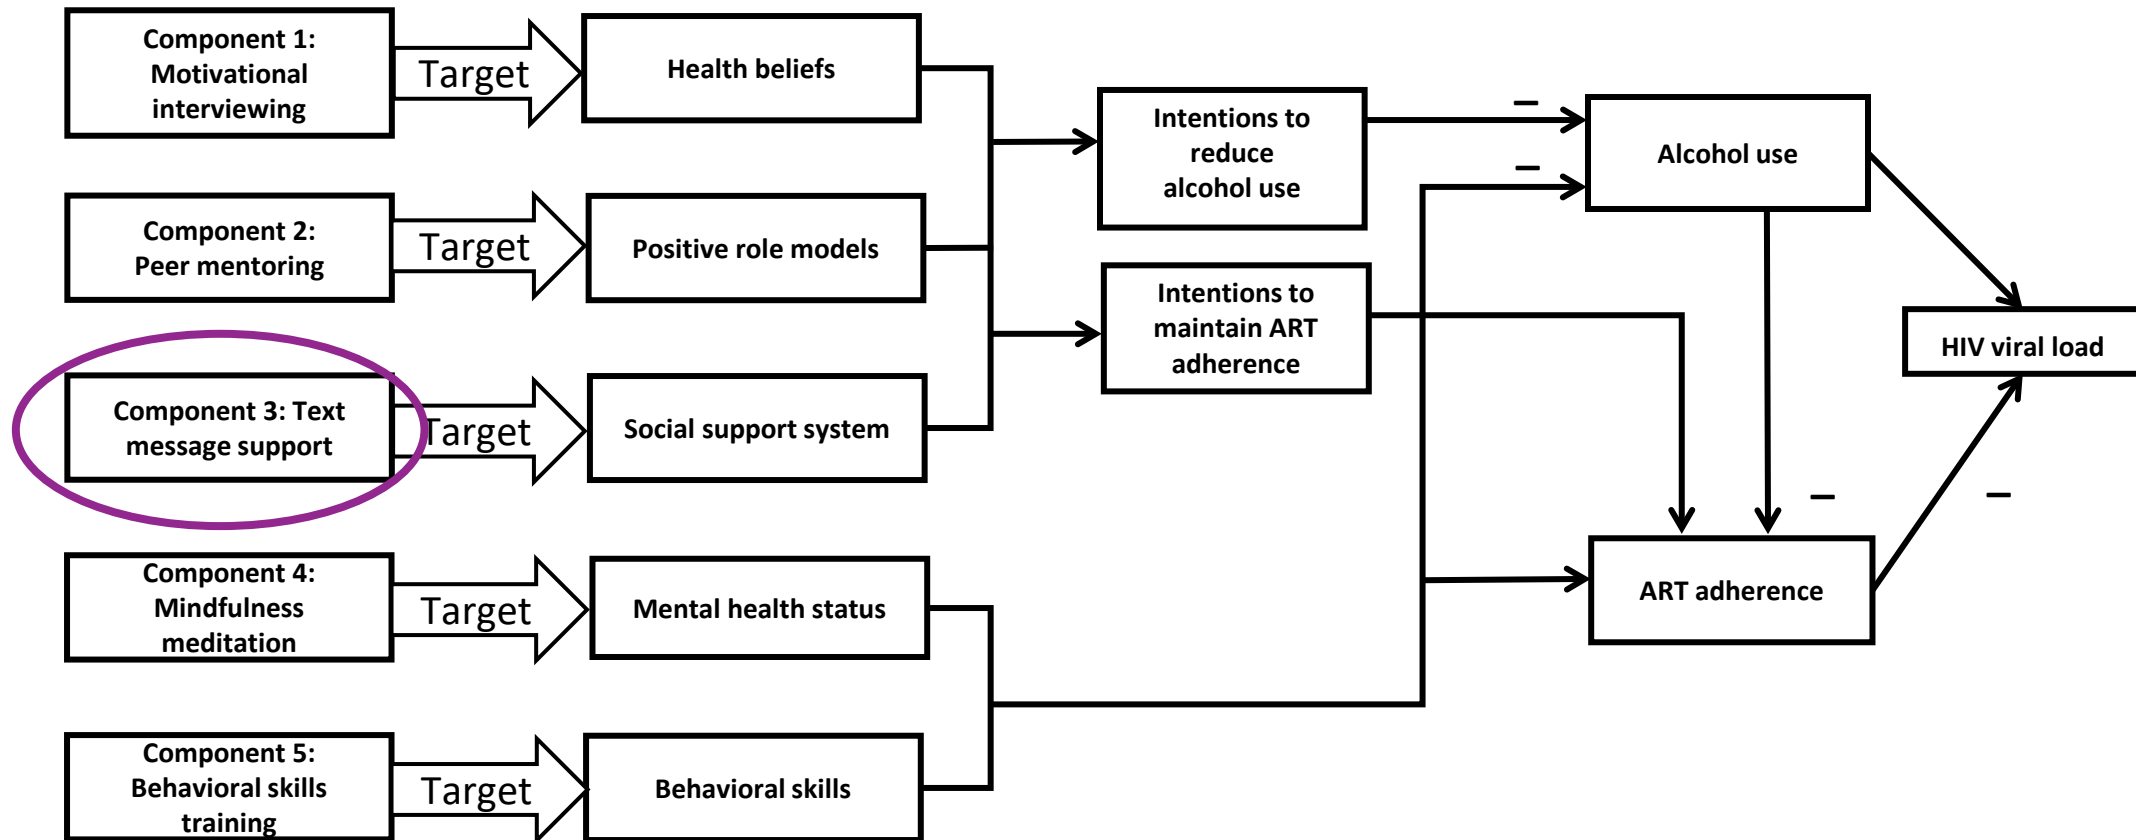 Component 1:
Motivational
interviewing
Target
Health beliefs
Component 2:
Peer mentoring
Target
Positive role models
Component 3: Text
message support
Target
Social support system
Component 4:
Mindfulness
meditation
Target
Mental health status
Component 5:
Behavioral skills
training
Target
Behavioral skills
Intentions to
reduce
alcohol use
Intentions to
maintain ART
adherence
–
–
Alcohol use
–
–
ART adherence
HIV viral load